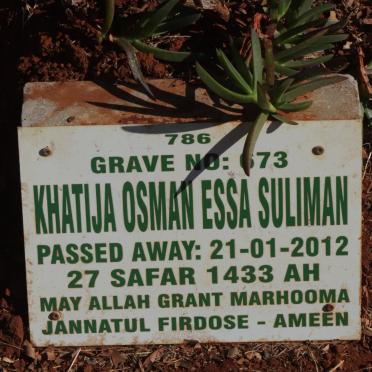 786
GRAVE NO: 673
KHATIJA OSMAN ESSA SULIMAN
PASSED AWAY: 21-01-2012
27 SAFAR 1433 AH
MAY ALLAH GRANT MARHOOMA
JANNATUL FIRDOSE - AMEEN